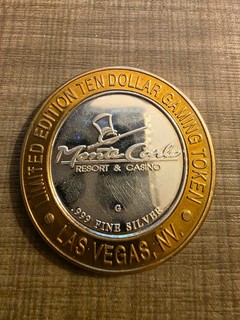 LIMITED EDITION TEN DOLLAR GAMING TOKEN
Monte Carlo
RESORT & CASINO
G
.999 FINE SILVER
• LAS VEGAS, NV. •